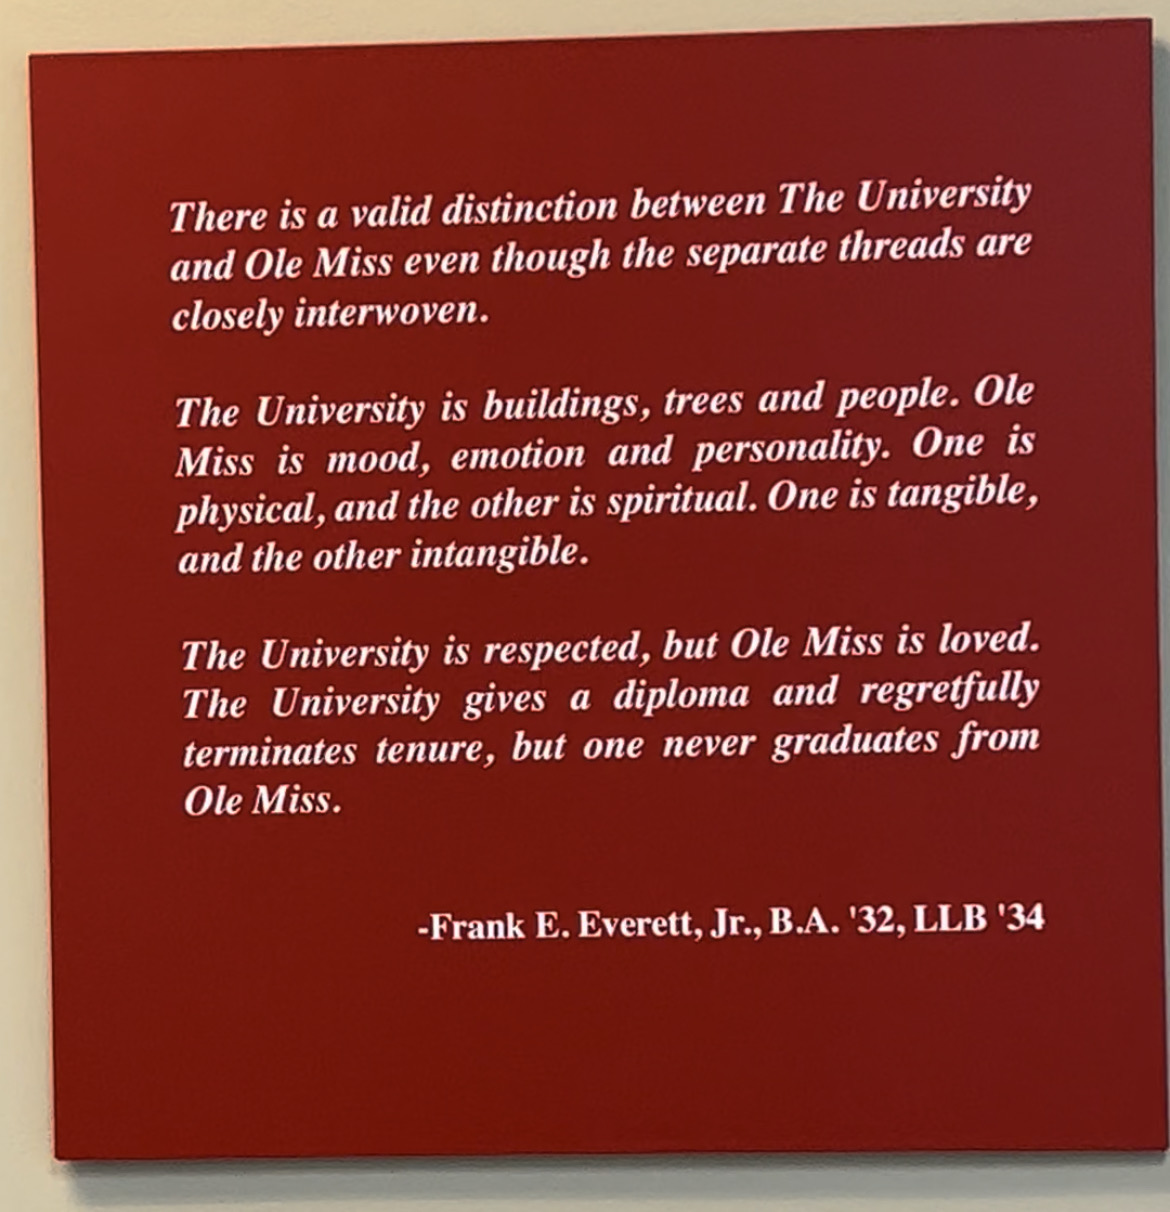 There is a valid distinction between The University
and Ole Miss even though the separate threads are
closely interwoven.
The University is buildings, trees and people. Ole
Miss is mood, emotion and personality. One is
physical, and the other is spiritual. One is tangible,
and the other intangible.
The University is respected, but Ole Miss is loved.
The University gives a diploma and regretfully
terminates tenure, but one never graduates from
Ole Miss.
-Frank E. Everett, Jr., B.A. '32, LLB '34